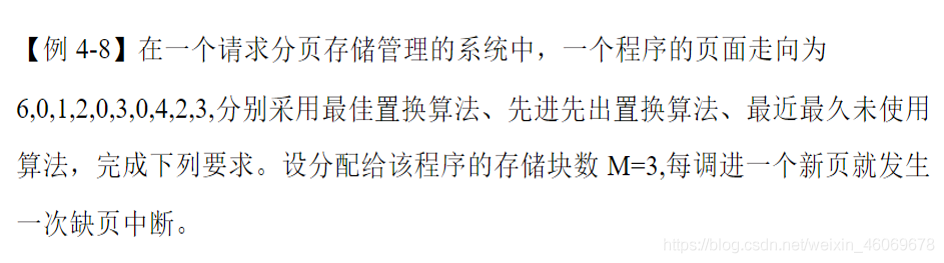 【例 4-8】在一个请求分页存储管理的系统中，一个程序的页面走向为
6,0,1,2,0,3,0,4,2,3,分别采用最佳置换算法、先进先出置换算法、最近最久未使用
算法，完成下列要求。设分配给该程序的存储块数 M=3,每调进一个新页就发生
一次缺页中断。
https://blog.csdn.net/weixin_46069678